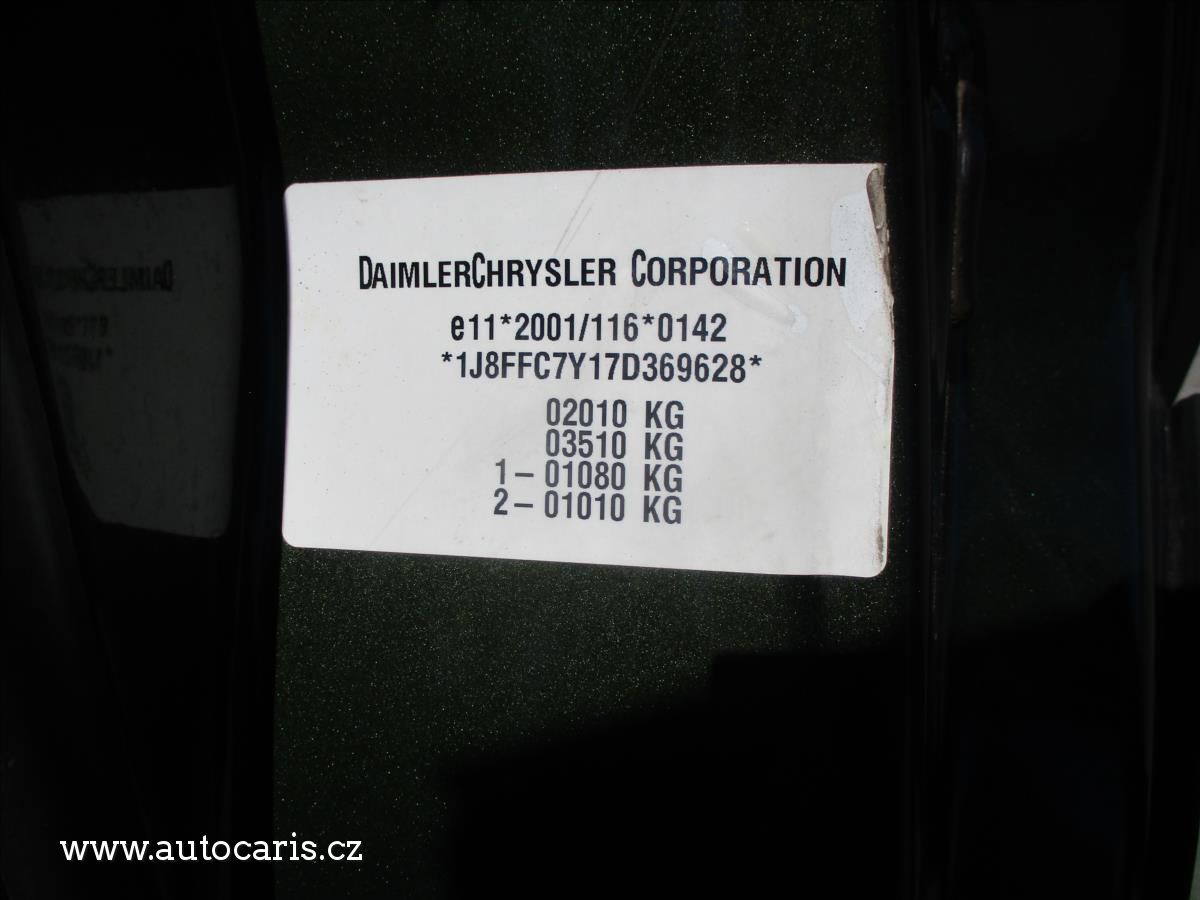 DAIMLERCHRYSLER CORPORATION
e11*2001/116*0142
*1J8FFC7Y17D369628*
02010 KG
03510 KG
1– 01080 KG
2– 01010 KG
www.autocaris.cz